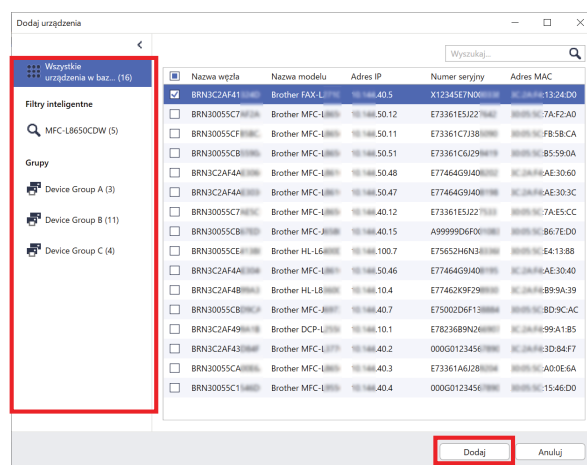 Dodaj urządzenia
Wyszukaj...
Wszystkie
urządzenia w baz... (16)
Filtry inteligentne
MFC-L8650CDW (5)
Grupy
Device Group A (3)
Device Group B (11)
Device Group C (4)
Nazwa węzła Nazwa modelu Adres IP Numer seryjny Adres MAC
BRN3C2AF41 Brother FAX-L .40.5 X12345E7N0 :13:24:D0
BRN30055C7 Brother MFC-L .50.12 E73361E5J22 :7A:F2:A0
BRN30055CF Brother MFC-L .50.11 E73361C7J38 :FB:5B:CA
BRN30055CB Brother MFC-L .50.51 E73361C6J29 :B5:59:0A
BRN3C2AF4A Brother MFC-L .50.48 E77464G9J40 :AE:30:60
BRN3C2AF4A Brother MFC-L .50.47 E77464G9J40 :AE:30:3C
BRN30055C7 Brother MFC-L .40.12 E73361E5J22 :7A:E5:CC
BRN30055CB Brother MFC-J .40.15 A99999D6F00 :B6:7E:D0
BRN30055CE Brother HL-L6 .100.7 E75652H6N3 :E4:13:88
BRN3C2AF4A Brother MFC-L .50.46 E77464G9J40 :AE:30:40
BRN3C2AF4B Brother HL-L8 .10.4 E77462K9F29 :B9:9A:39
BRN30055CB Brother MFC-J .40.7 E75002D6F13 :BD:9C:AC
BRN3C2AF49 Brother DCP-L .10.1 E78236B9N26 :99:A1:B5
BRN3C2AF43 Brother MFC-L .40.2 000G0123456 :3D:84:F7
BRN30055CA Brother MFC-L .40.3 E73361A6J28 :A0:0E:6A
BRN30055C1 Brother MFC-L .40.4 000G0123456 :15:46:D0
Dodaj Anuluj